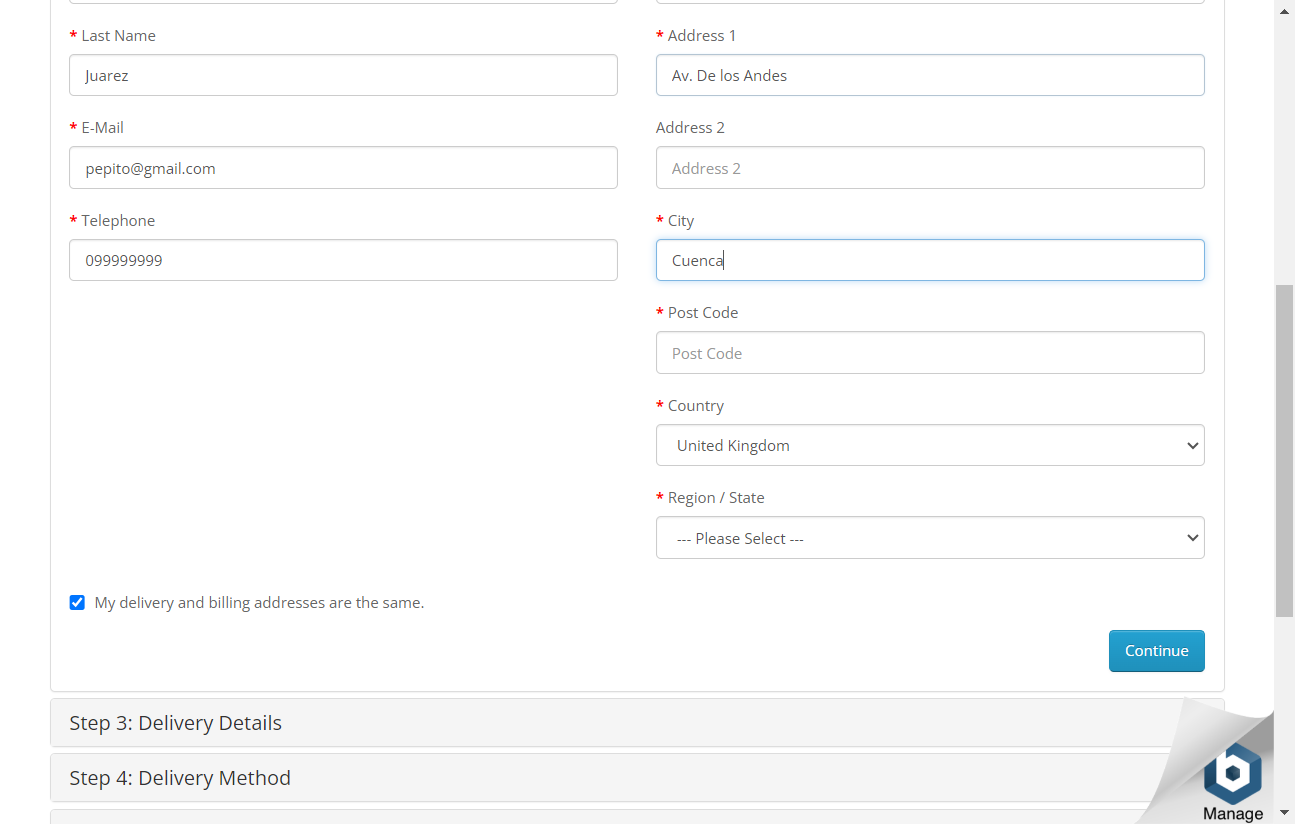 * Last Name
Juarez
* E-Mail
pepito@gmail.com
* Telephone
099999999
* Address 1
Av. De los Andes
Address 2
Address 2
* City
Cuenca
* Post Code
Post Code
* Country
United Kingdom
* Region / State
--- Please Select ---
My delivery and billing addresses are the same.
Continue
Step 3: Delivery Details
Step 4: Delivery Method
Manage